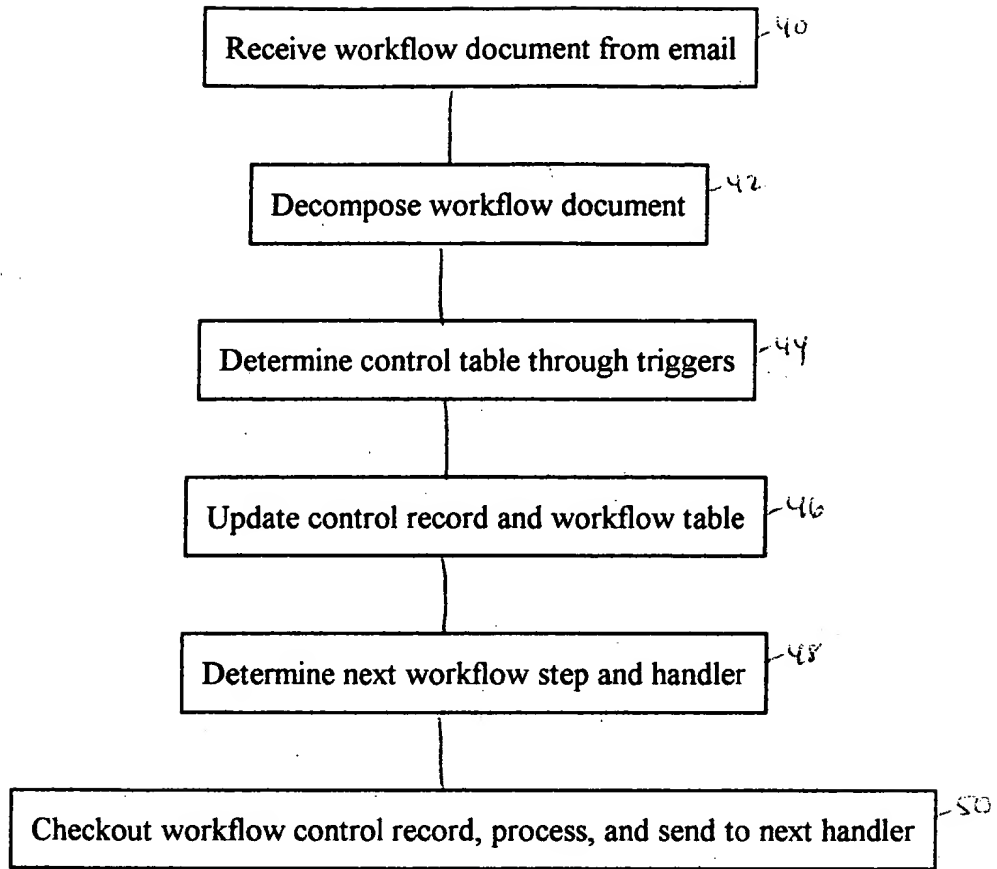 Receive workflow document from email 40
Decompose workflow document 42
Determine control table through triggers 44
Update control record and workflow table 46
Determine next workflow step and handler 48
Checkout workflow control record, process, and send to next handler 50